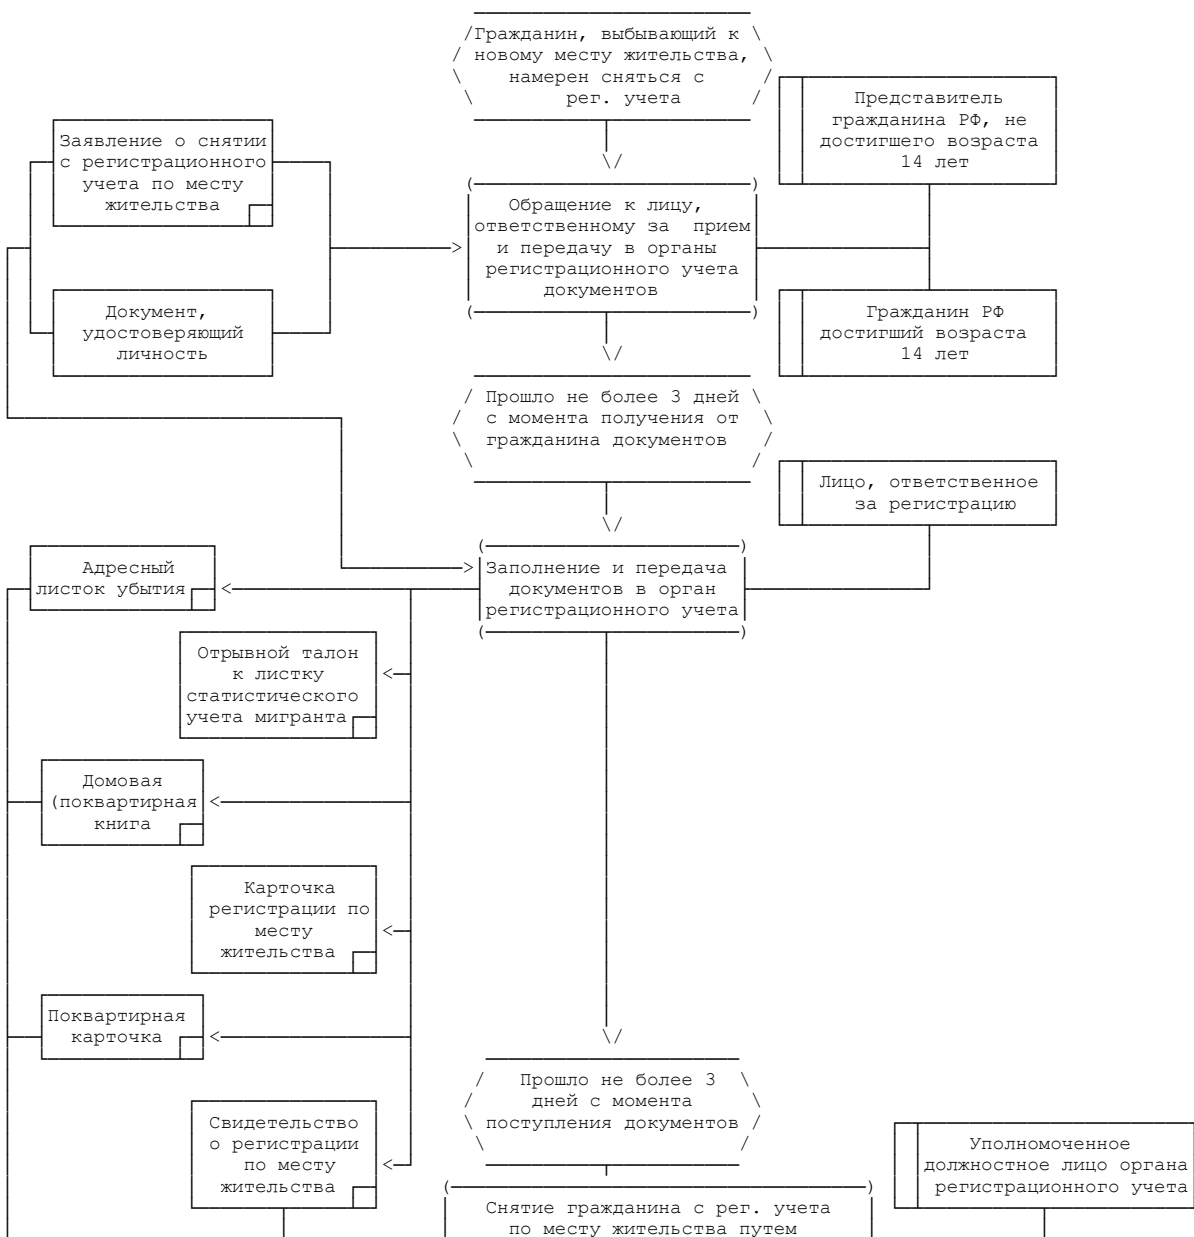 Гражданин, выбывающий к
новому месту жительства,
намерен сняться с
рег. учета
Представитель
гражданина РФ, не
достигшего возраста
14 лет
Заявление о снятии
с регистрационного
учета по месту
жительства
Обращение к лицу,
ответственному за прием
и передачу в органы
регистрационного учета
документов
Документ,
удостоверяющий
личность
Гражданин РФ
достигший возраста
14 лет
Прошло не более 3 дней
с момента получения от
гражданина документов
Лицо, ответственное
за регистрацию
Заполнение и передача
документов в орган
регистрационного учета
Адресный
листок убытия
Отрывной талон
к листку
статистического
учета мигранта
Домовая
(поквартирная
книга
Карточка
регистрации по
месту
жительства
Поквартирная
карточка
Прошло не более 3
дней с момента
поступления документов
Свидетельство
о регистрации
по месту
жительства
Уполномоченное
должностное лицо органа
регистрационного учета
Снятие гражданина с рег. учета
по месту жительства путем